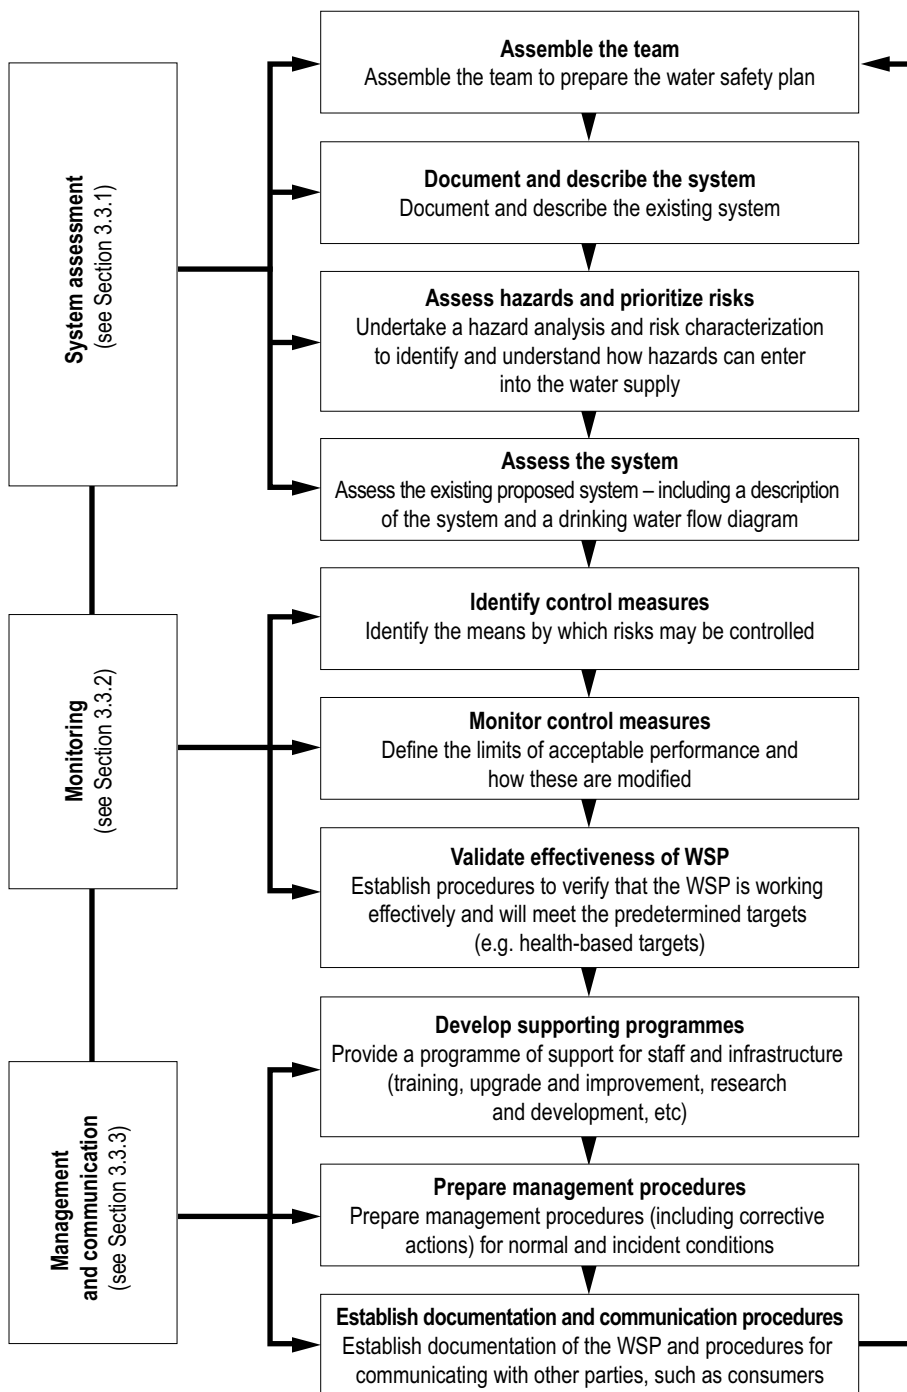 System assessment
(see Section 3.3.1)
Assemble the team
Assemble the team to prepare the water safety plan
Document and describe the system
Document and describe the existing system
Assess hazards and prioritize risks
Undertake a hazard analysis and risk characterization
to identify and understand how hazards can enter
into the water supply
Assess the system
Assess the existing proposed system – including a description
of the system and a drinking water flow diagram
Monitoring
(see Section 3.3.2)
Identify control measures
Identify the means by which risks may be controlled
Monitor control measures
Define the limits of acceptable performance and
how these are modified
Validate effectiveness of WSP
Establish procedures to verify that the WSP is working
effectively and will meet the predetermined targets
(e.g. health-based targets)
Management
and communication
(see Section 3.3.3)
Develop supporting programmes
Provide a programme of support for staff and infrastructure
(training, upgrade and improvement, research
and development, etc)
Prepare management procedures
Prepare management procedures (including corrective
actions) for normal and incident conditions
Establish documentation and communication procedures
Establish documentation of the WSP and procedures for
communicating with other parties, such as consumers